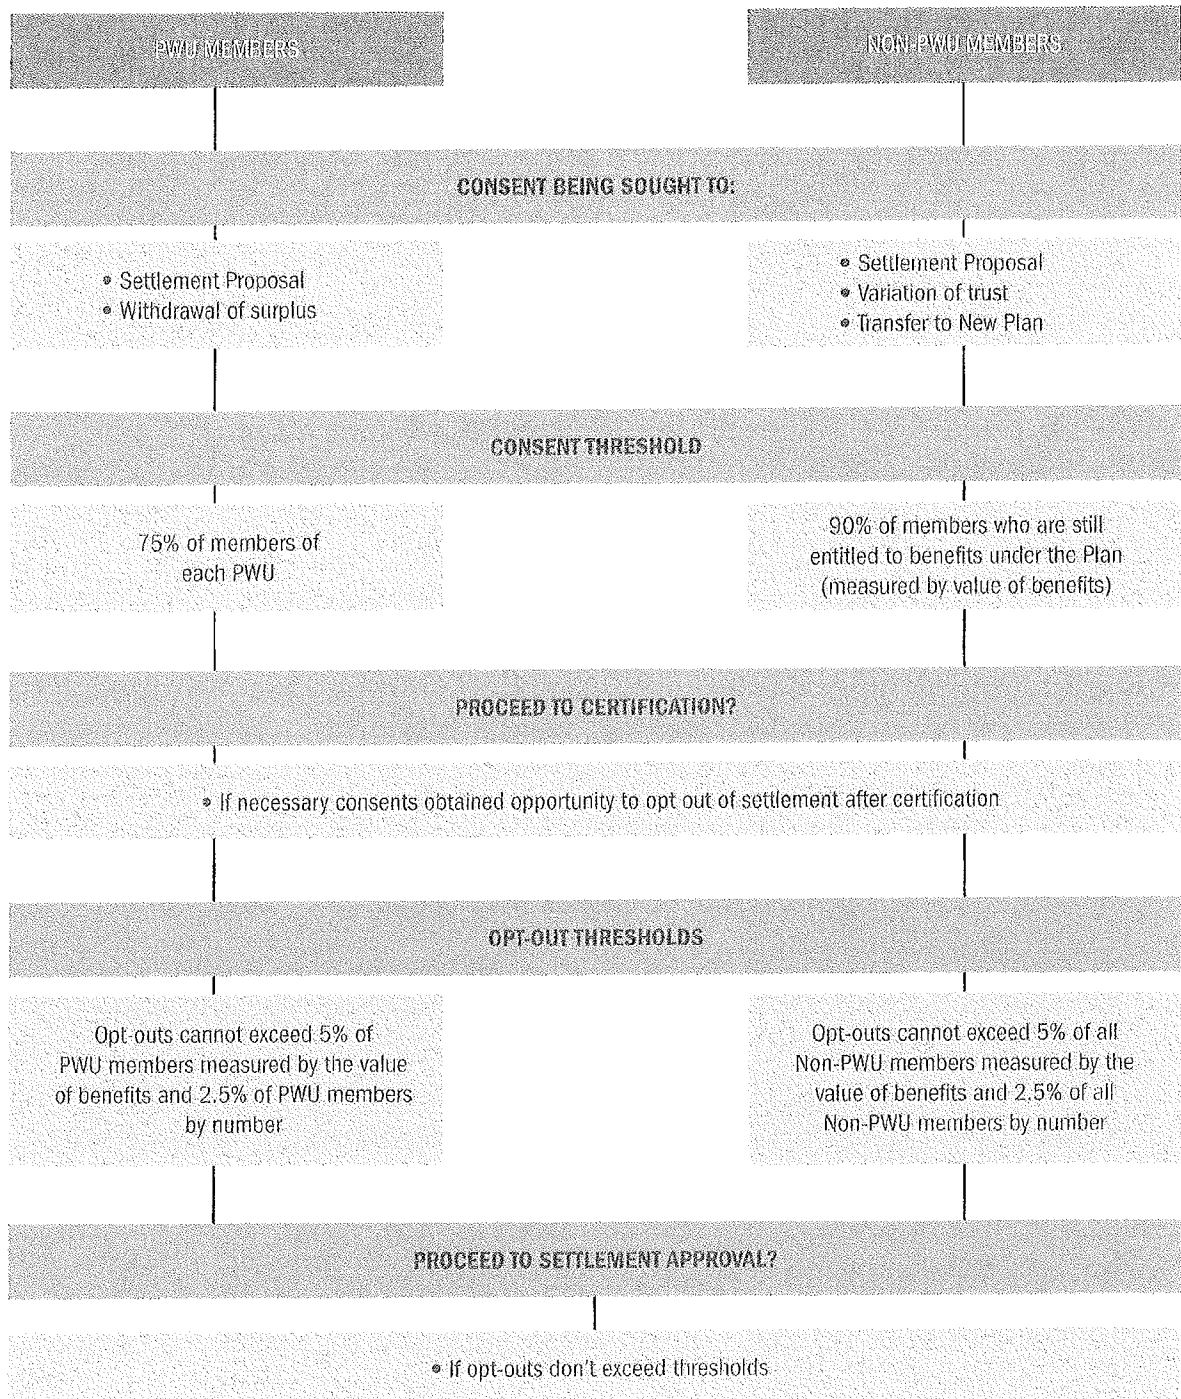 PWU MEMBERS
NON-PWU MEMBERS
CONSENT BEING SOUGHT TO:
• Settlement Proposal
• Withdrawal of surplus
• Settlement Proposal
• Variation of trust
• Transfer to New Plan
CONSENT THRESHOLD
75% of members of
each PWU
90% of members who are still
entitled to benefits under the Plan
(measured by value of benefits)
PROCEED TO CERTIFICATION?
• If necessary consents obtained opportunity to opt out of settlement after certification
OPT-OUT THRESHOLDS
Opt-outs cannot exceed 5% of
PWU members measured by the value
of benefits and 2.5% of PWU members
by number
Opt-outs cannot exceed 5% of all
Non-PWU members measured by the
value of benefits and 2.5% of all
Non-PWU members by number
PROCEED TO SETTLEMENT APPROVAL?
• If opt-outs don't exceed thresholds